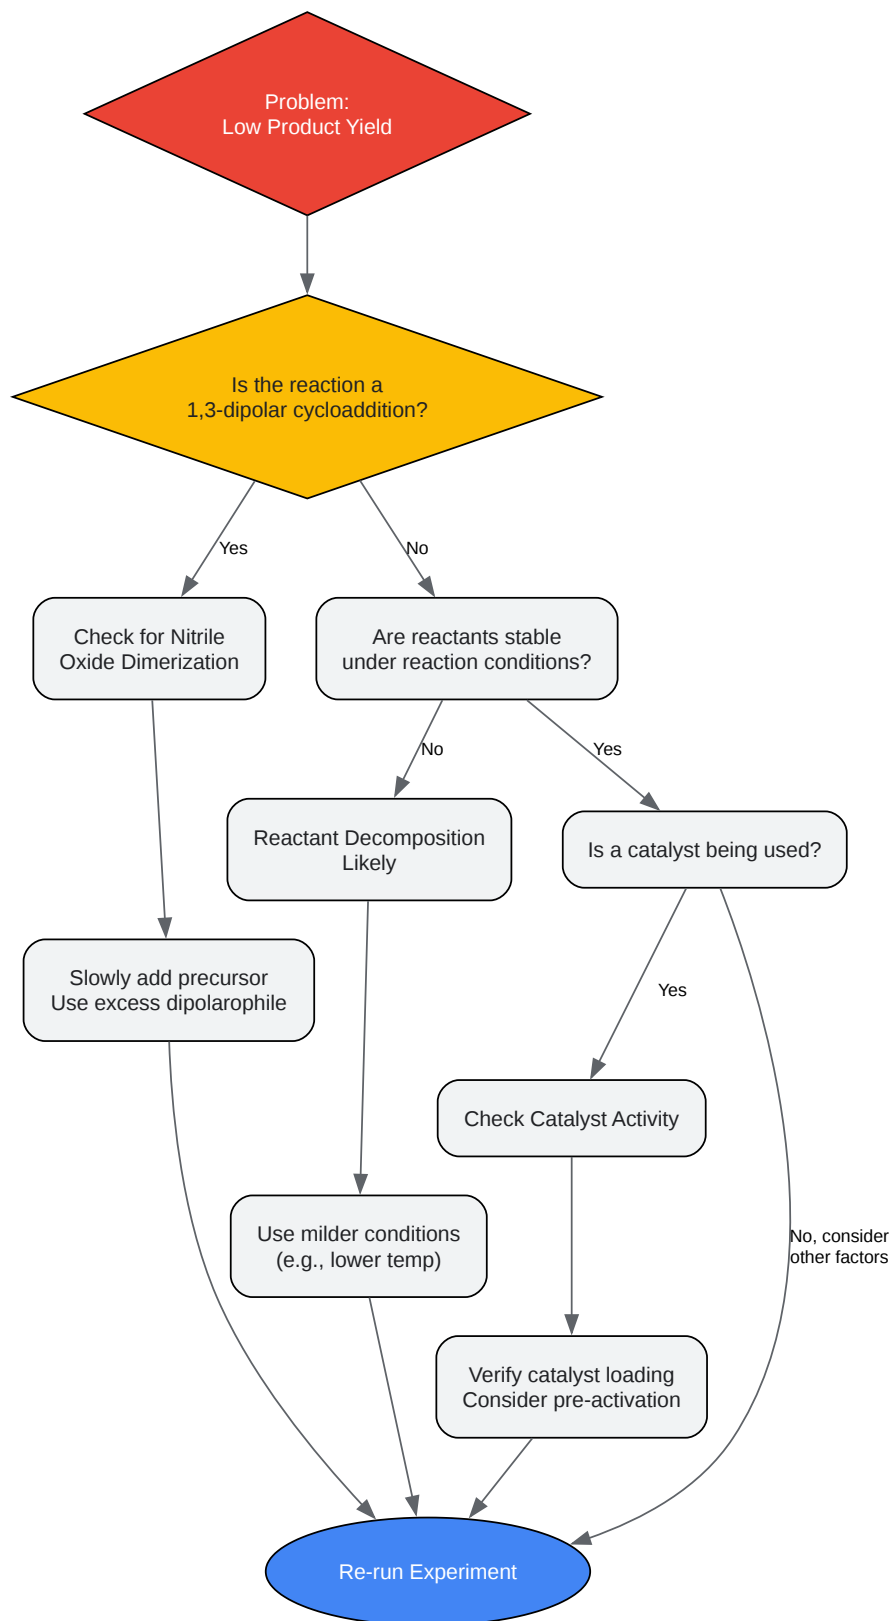 Problem:
Low Product Yield
Is the reaction a
1,3-dipolar cycloaddition?
Yes
No
Check for Nitrile
Oxide Dimerization
Are reactants stable
under reaction conditions?
No
Yes
Reactant Decomposition
Likely
Is a catalyst being used?
Slowly add precursor
Use excess dipolarophile
Yes
Check Catalyst Activity
Use milder conditions
(e.g., lower temp)
No, consider
other factors
Verify catalyst loading
Consider pre-activation
Re-run Experiment